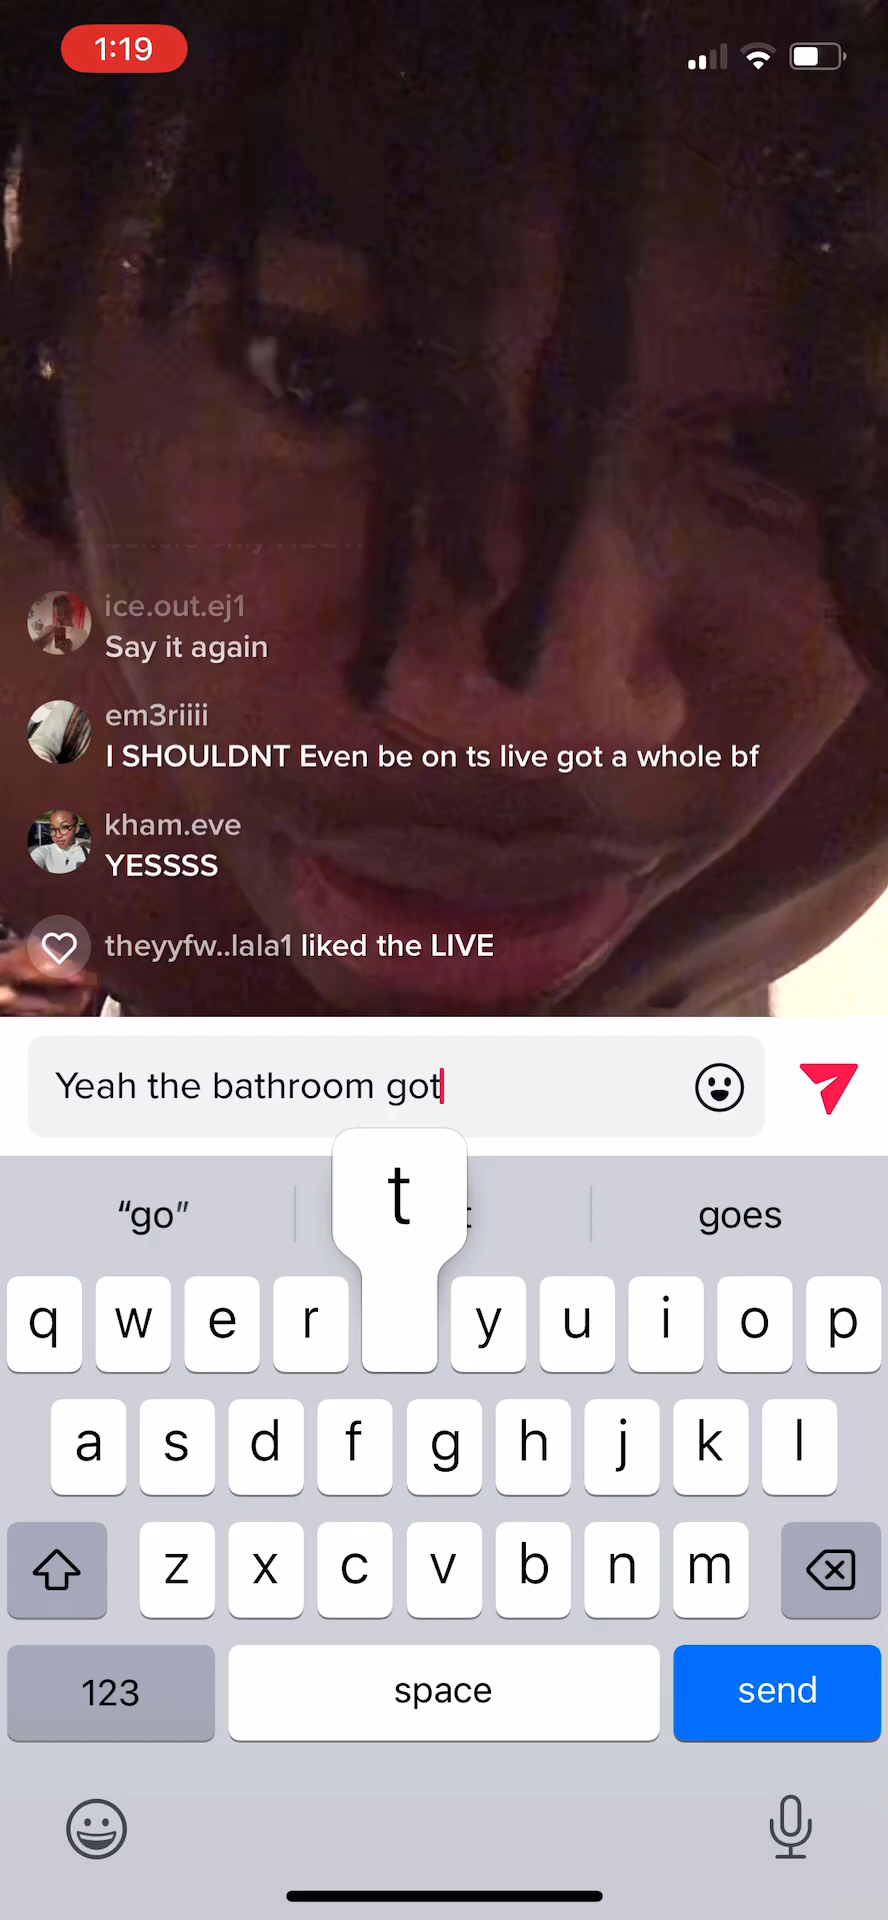 1:19
ice.out.ej1
Say it again
em3riiii
I SHOULDNT Even be on ts live got a whole bf
kham.eve
YESSSS
theyyfw..lala1 liked the LIVE
Yeah the bathroom got
“go” goes
t
q w e r y u i o p
a s d f g h j k l
z x c v b n m
123 space send